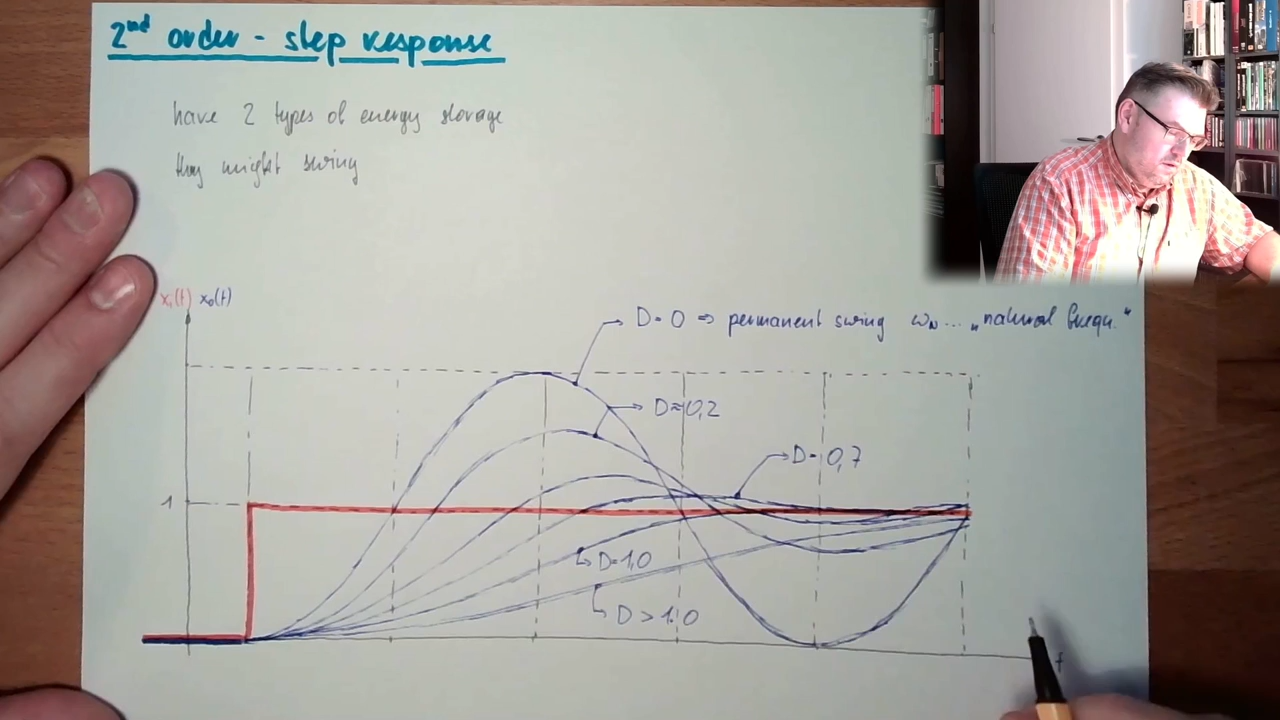 2nd order - step response
have 2 types of energy storage
they might swing
x₁(t) x₀(t)
D=0 ⇒ permanent swing ωN... „natural frequ."
D≈0,2
D=0,7
1
D=1,0
D>1.0
t